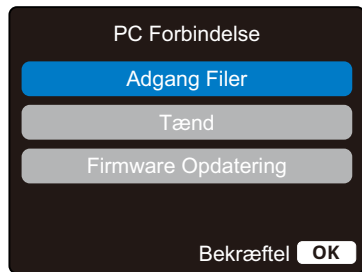 PC Forbindelse
Adgang Filer
Tænd
Firmware Opdatering
Bekræftel OK